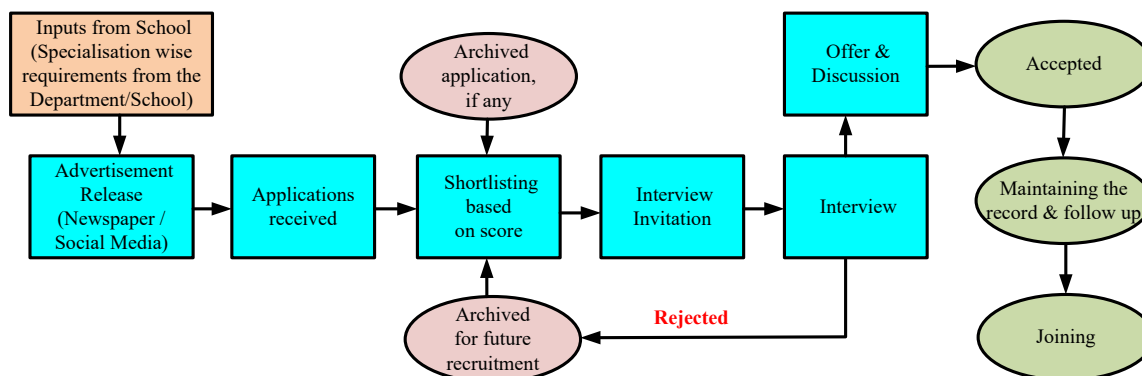 Inputs from School
(Specialisation wise
requirements from the
Department/School)
Archived
application,
if any
Offer &
Discussion
Accepted
Advertisement
Release
(Newspaper /
Social Media)
Applications
received
Shortlisting
based
on score
Interview
Invitation
Interview
Maintaining the
record & follow up
Archived
for future
recruitment
Rejected
Joining